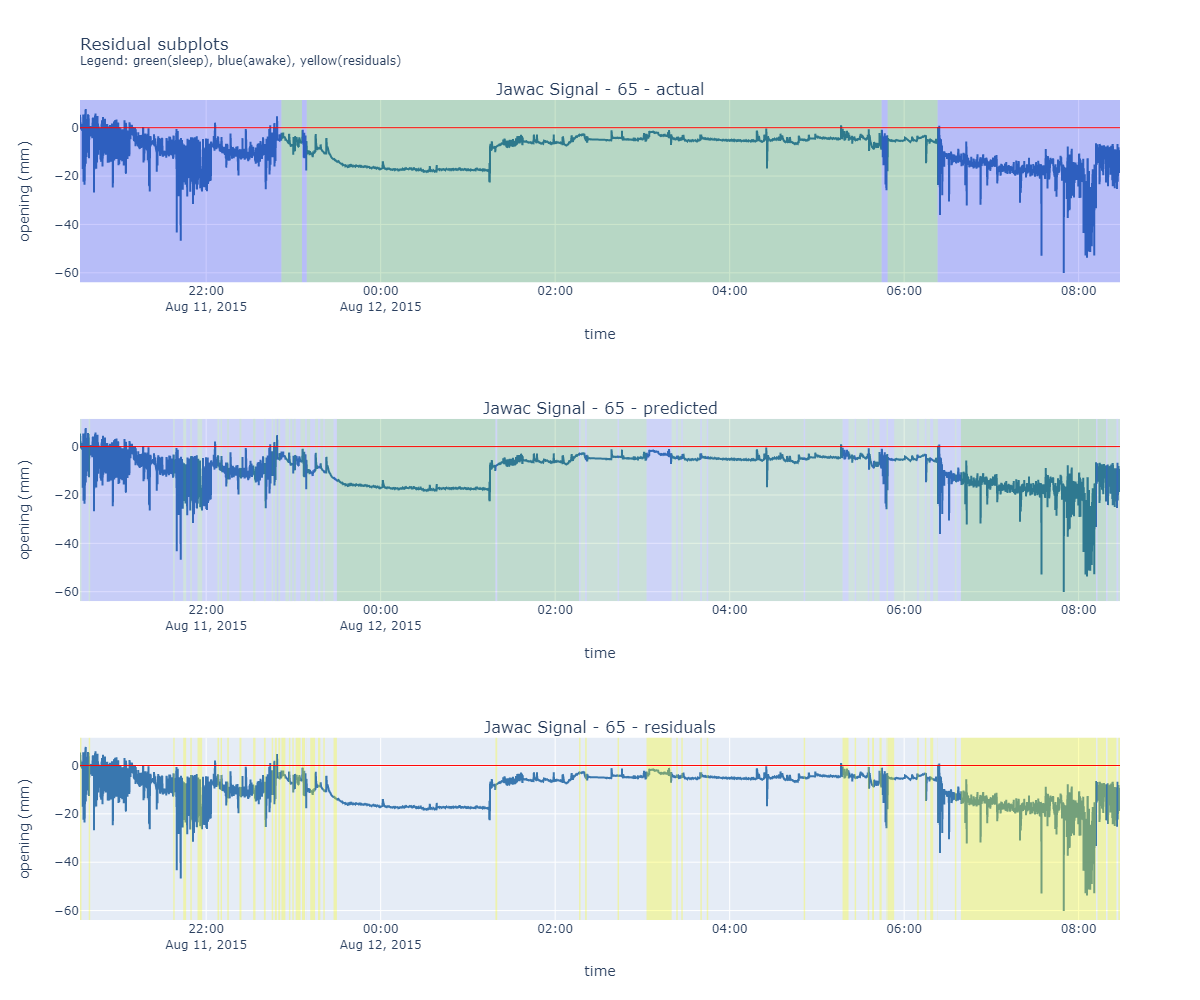 Residual subplots
Legend: green(sleep), blue(awake), yellow(residuals)
Jawac Signal - 65 - actual
opening (mm)
0
−20
−40
−60
22:00
Aug 11, 2015
00:00
Aug 12, 2015
02:00
04:00
06:00
08:00
time
Jawac Signal - 65 - predicted
opening (mm)
0
−20
−40
−60
22:00
Aug 11, 2015
00:00
Aug 12, 2015
02:00
04:00
06:00
08:00
time
Jawac Signal - 65 - residuals
opening (mm)
0
−20
−40
−60
22:00
Aug 11, 2015
00:00
Aug 12, 2015
02:00
04:00
06:00
08:00
time